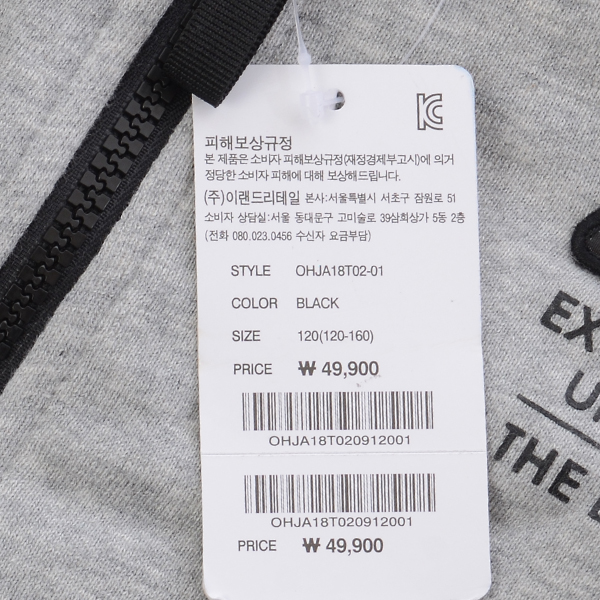 KC
피해보상규정
본 제품은 소비자 피해보상규정(재정경제부고시)에 의거
정당한 소비자 피해에 대해 보상해드립니다.
(주)이랜드리테일 본사:서울특별시 서초구 잠원로 51
소비자 상담실:서울 동대문구 고미술로 39삼희상가 5동 2층
(전화 080.023.0456 수신자 요금부담)
STYLE OHJA18T02-01
COLOR BLACK
SIZE 120(120-160)
PRICE ₩ 49,900
OHJA18T020912001
OHJA18T020912001
PRICE ₩ 49,900
EX
U
THE